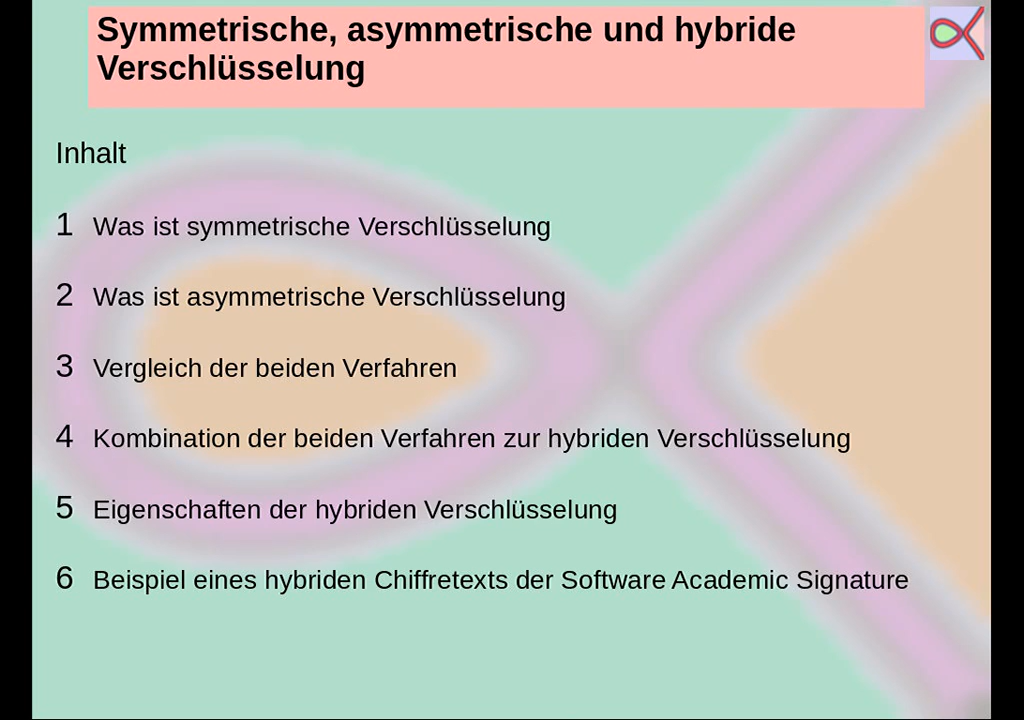 Symmetrische, asymmetrische und hybride
Verschlüsselung
Inhalt
1 Was ist symmetrische Verschlüsselung
2 Was ist asymmetrische Verschlüsselung
3 Vergleich der beiden Verfahren
4 Kombination der beiden Verfahren zur hybriden Verschlüsselung
5 Eigenschaften der hybriden Verschlüsselung
6 Beispiel eines hybriden Chiffretexts der Software Academic Signature